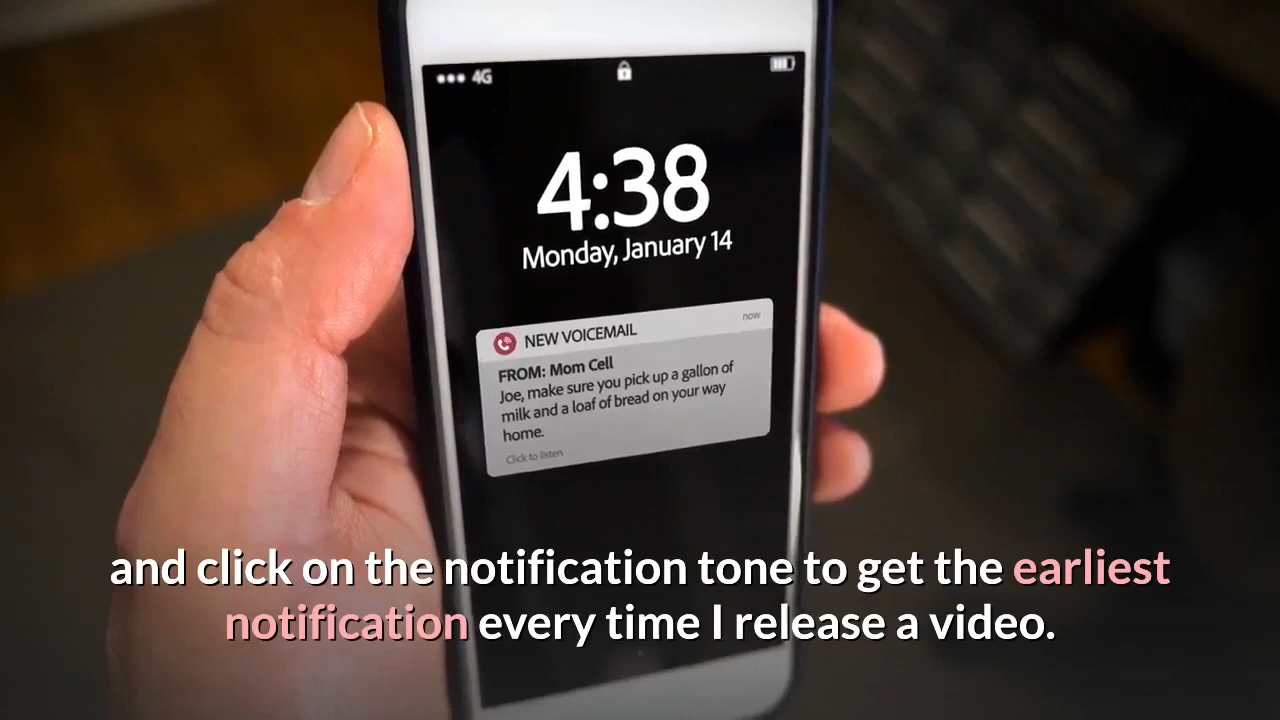 4G
4:38
Monday, January 14
NEW VOICEMAIL
now
FROM: Mom Cell
Joe, make sure you pick up a gallon of
milk and a loaf of bread on your way
home.
Click to listen
and click on the notification tone to get the earliest
notification every time I release a video.